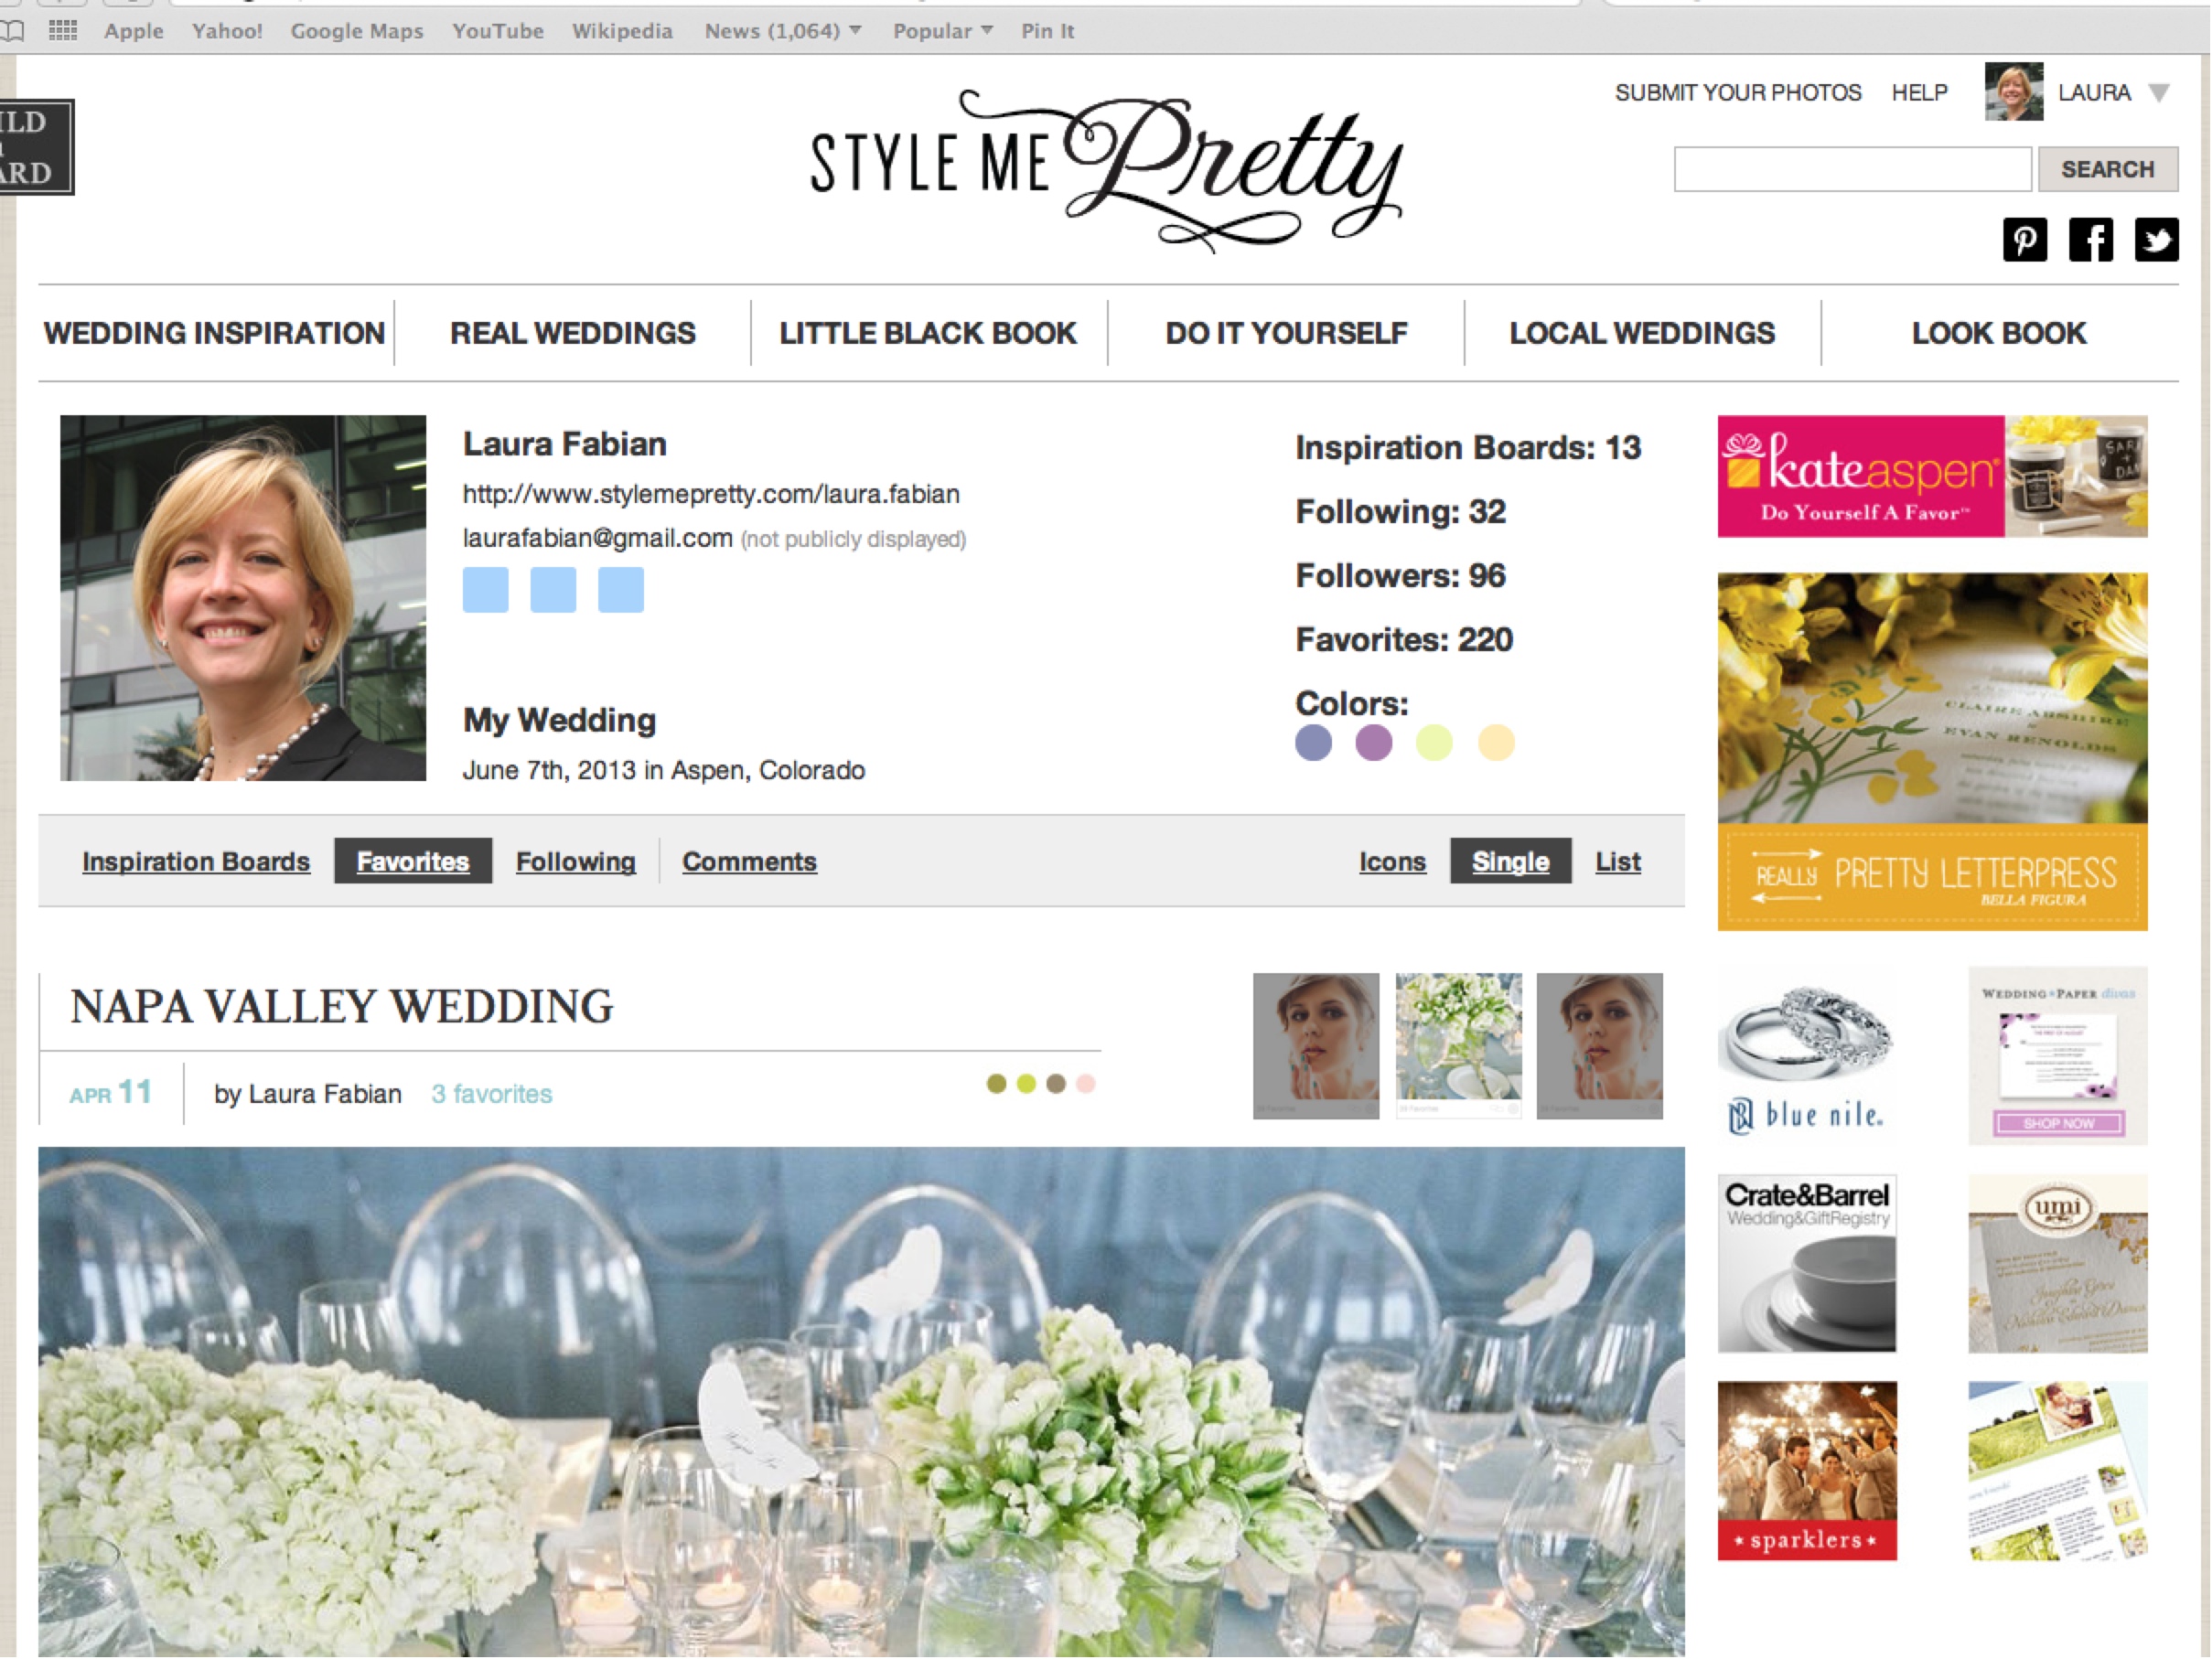 Apple Yahoo! Google Maps YouTube Wikipedia News (1,064) Popular Pin It
SUBMIT YOUR PHOTOS HELP LAURA
ILD
ARD
STYLE ME Pretty
SEARCH
WEDDING INSPIRATION REAL WEDDINGS LITTLE BLACK BOOK DO IT YOURSELF LOCAL WEDDINGS LOOK BOOK
Laura Fabian
http://www.stylemepretty.com/laura.fabian
laurafabian@gmail.com (not publicly displayed)
My Wedding
June 7th, 2013 in Aspen, Colorado
Inspiration Boards: 13
Following: 32
Followers: 96
Favorites: 220
Colors:
kateaspen®
Do Yourself A Favor™
SARA
+
DAN
CLAIRE ABSHIRE
EVAN RENOLDS
REALLY PRETTY LETTERPRESS
BELLA FIGURA
Inspiration Boards Favorites Following Comments
Icons Single List
NAPA VALLEY WEDDING
APR 11 by Laura Fabian 3 favorites
blue nile.
WEDDING PAPER divas
SHOP NOW
Crate&Barrel
Wedding&GiftRegistry
umi
sparklers